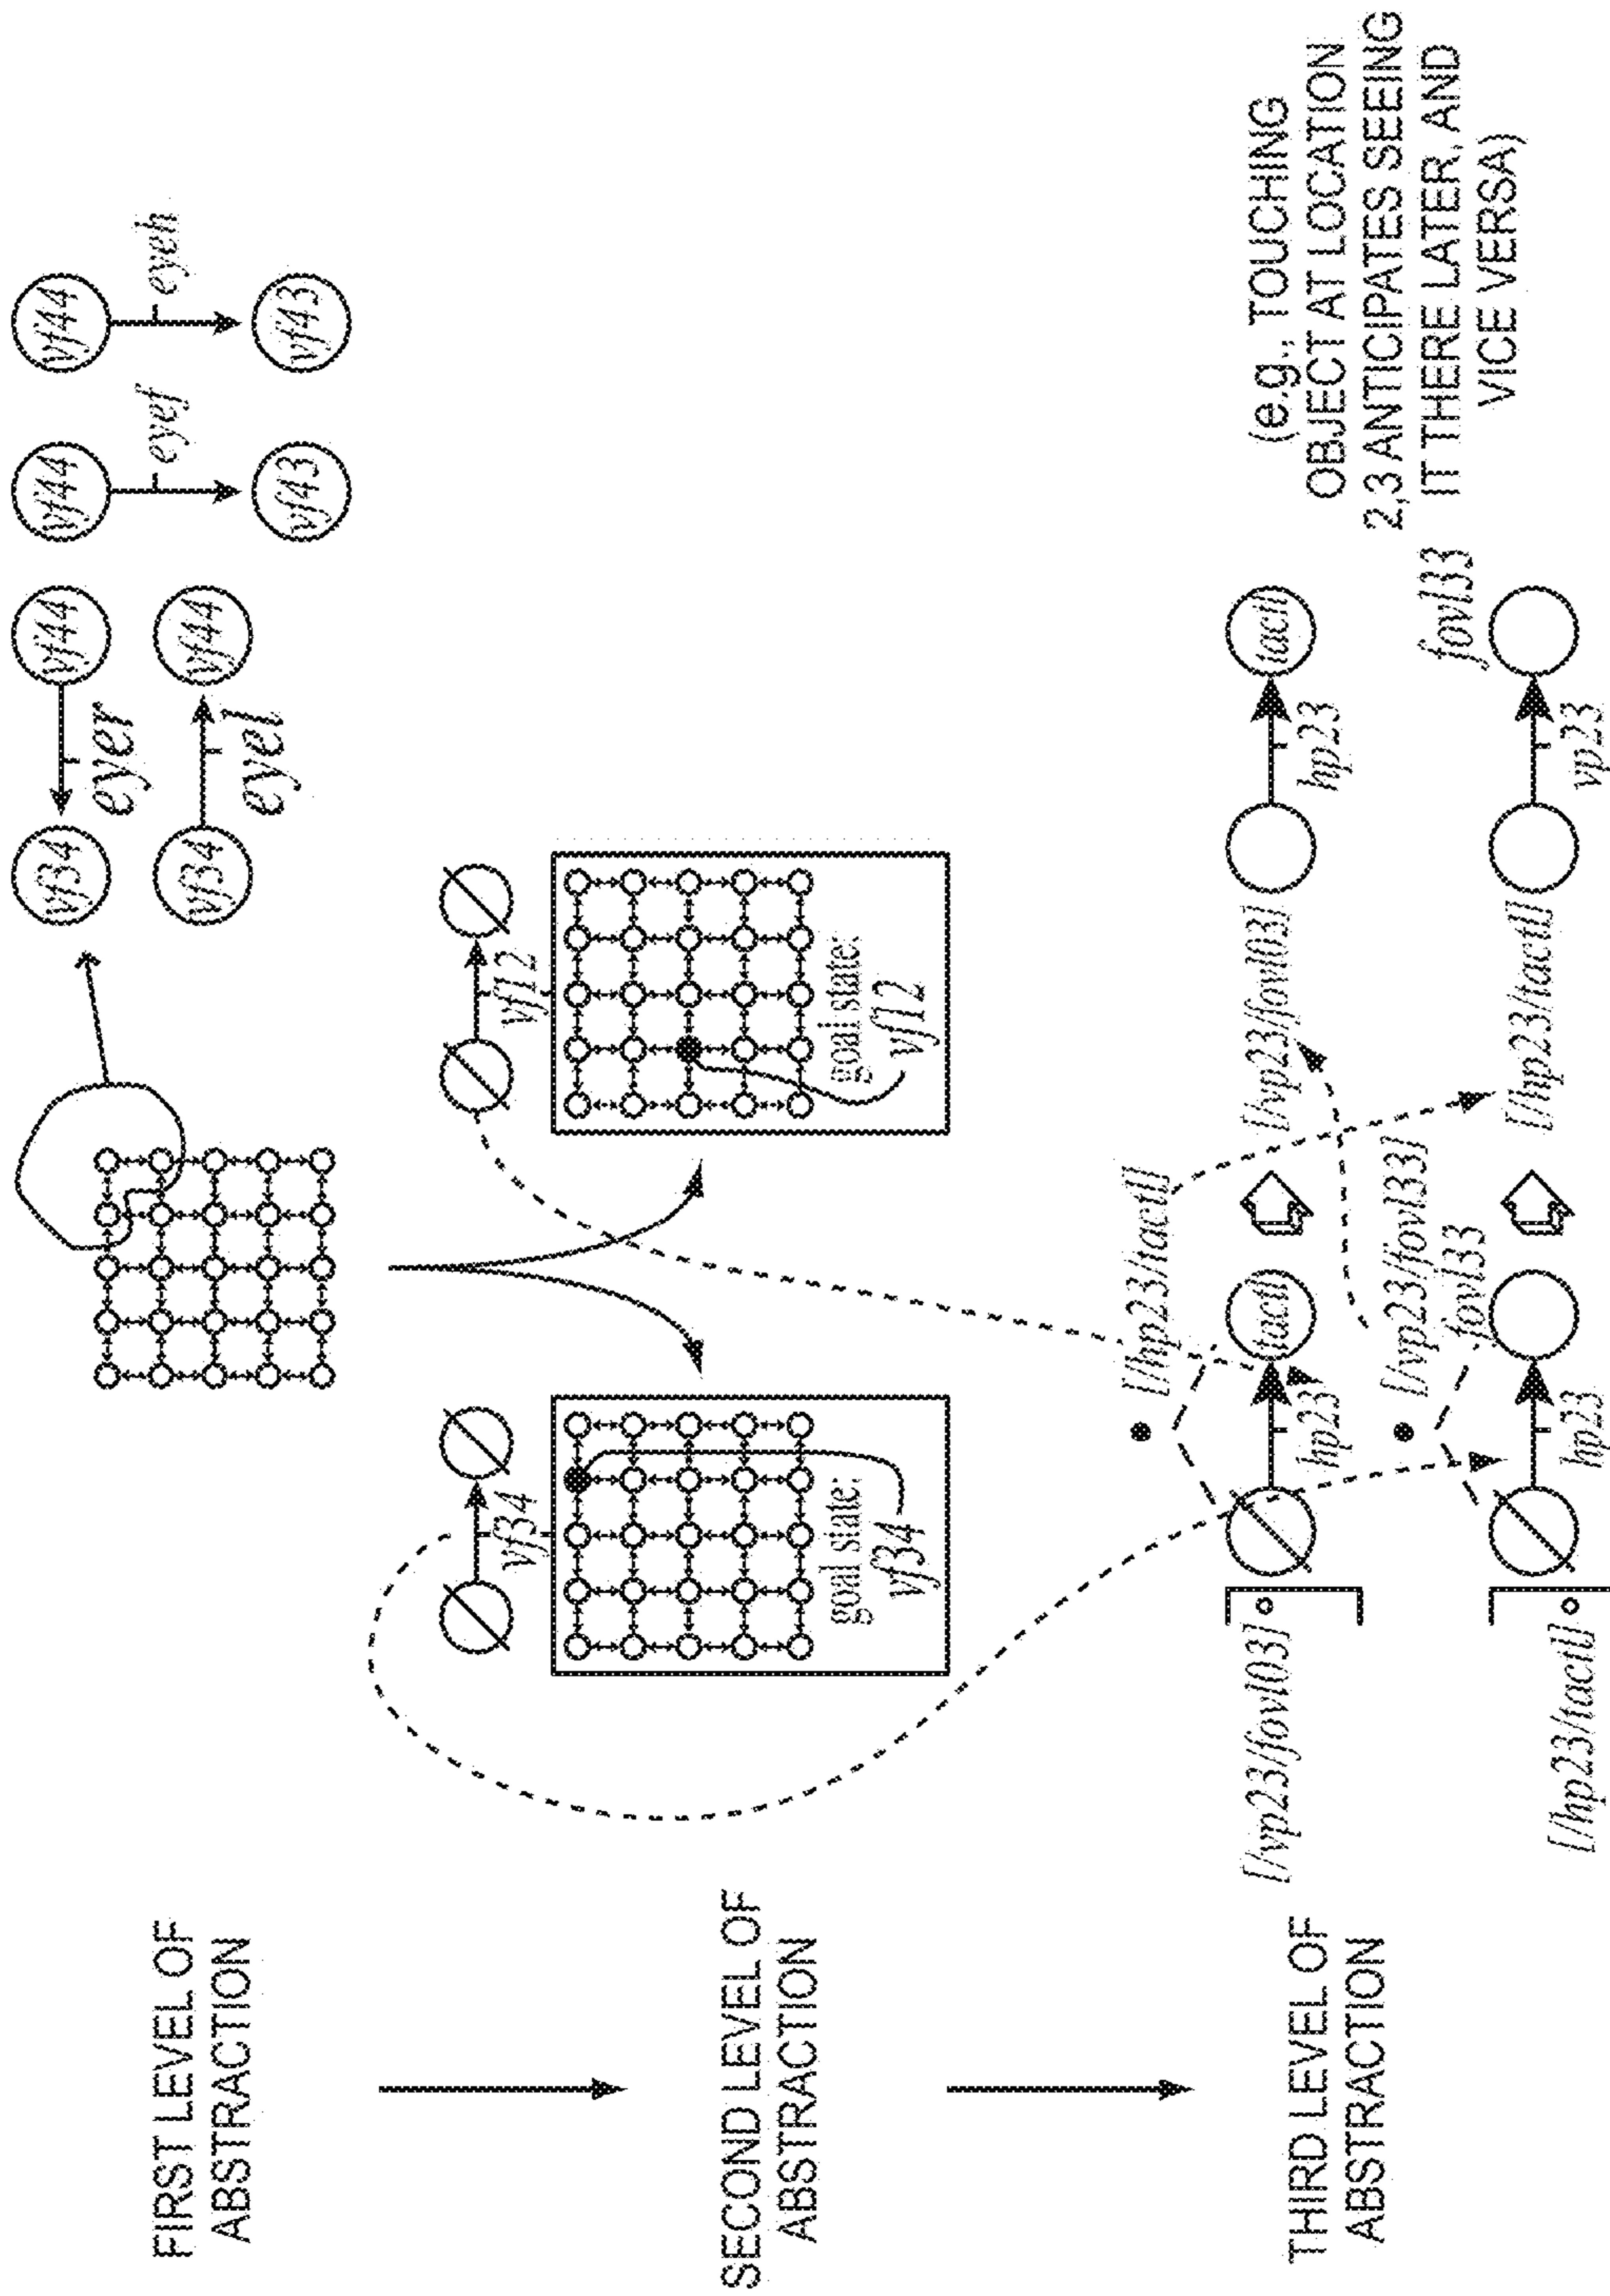 FIRST LEVEL OF
ABSTRACTION
vf34
eyer
vf44
vf34
eyel
vf44
vf44
eyef
vf43
vf44
eyeh
vf43
SECOND LEVEL OF
ABSTRACTION
vf34
goal state:
vf34
vf12
goal state:
vf12
THIRD LEVEL OF
ABSTRACTION
[/hp23/tactl]
[/vp23/fovl03]
hp23
tactl
[/vp23/fovl03]
hp23
tactl
[/vp23/fovl33]
fovl33
[/hp23/tactl]
hp23
[/hp23/tactl]
vp23
fovl33
(e.g., TOUCHING
OBJECT AT LOCATION
2,3 ANTICIPATES SEEING
IT THERE LATER, AND
VICE VERSA)